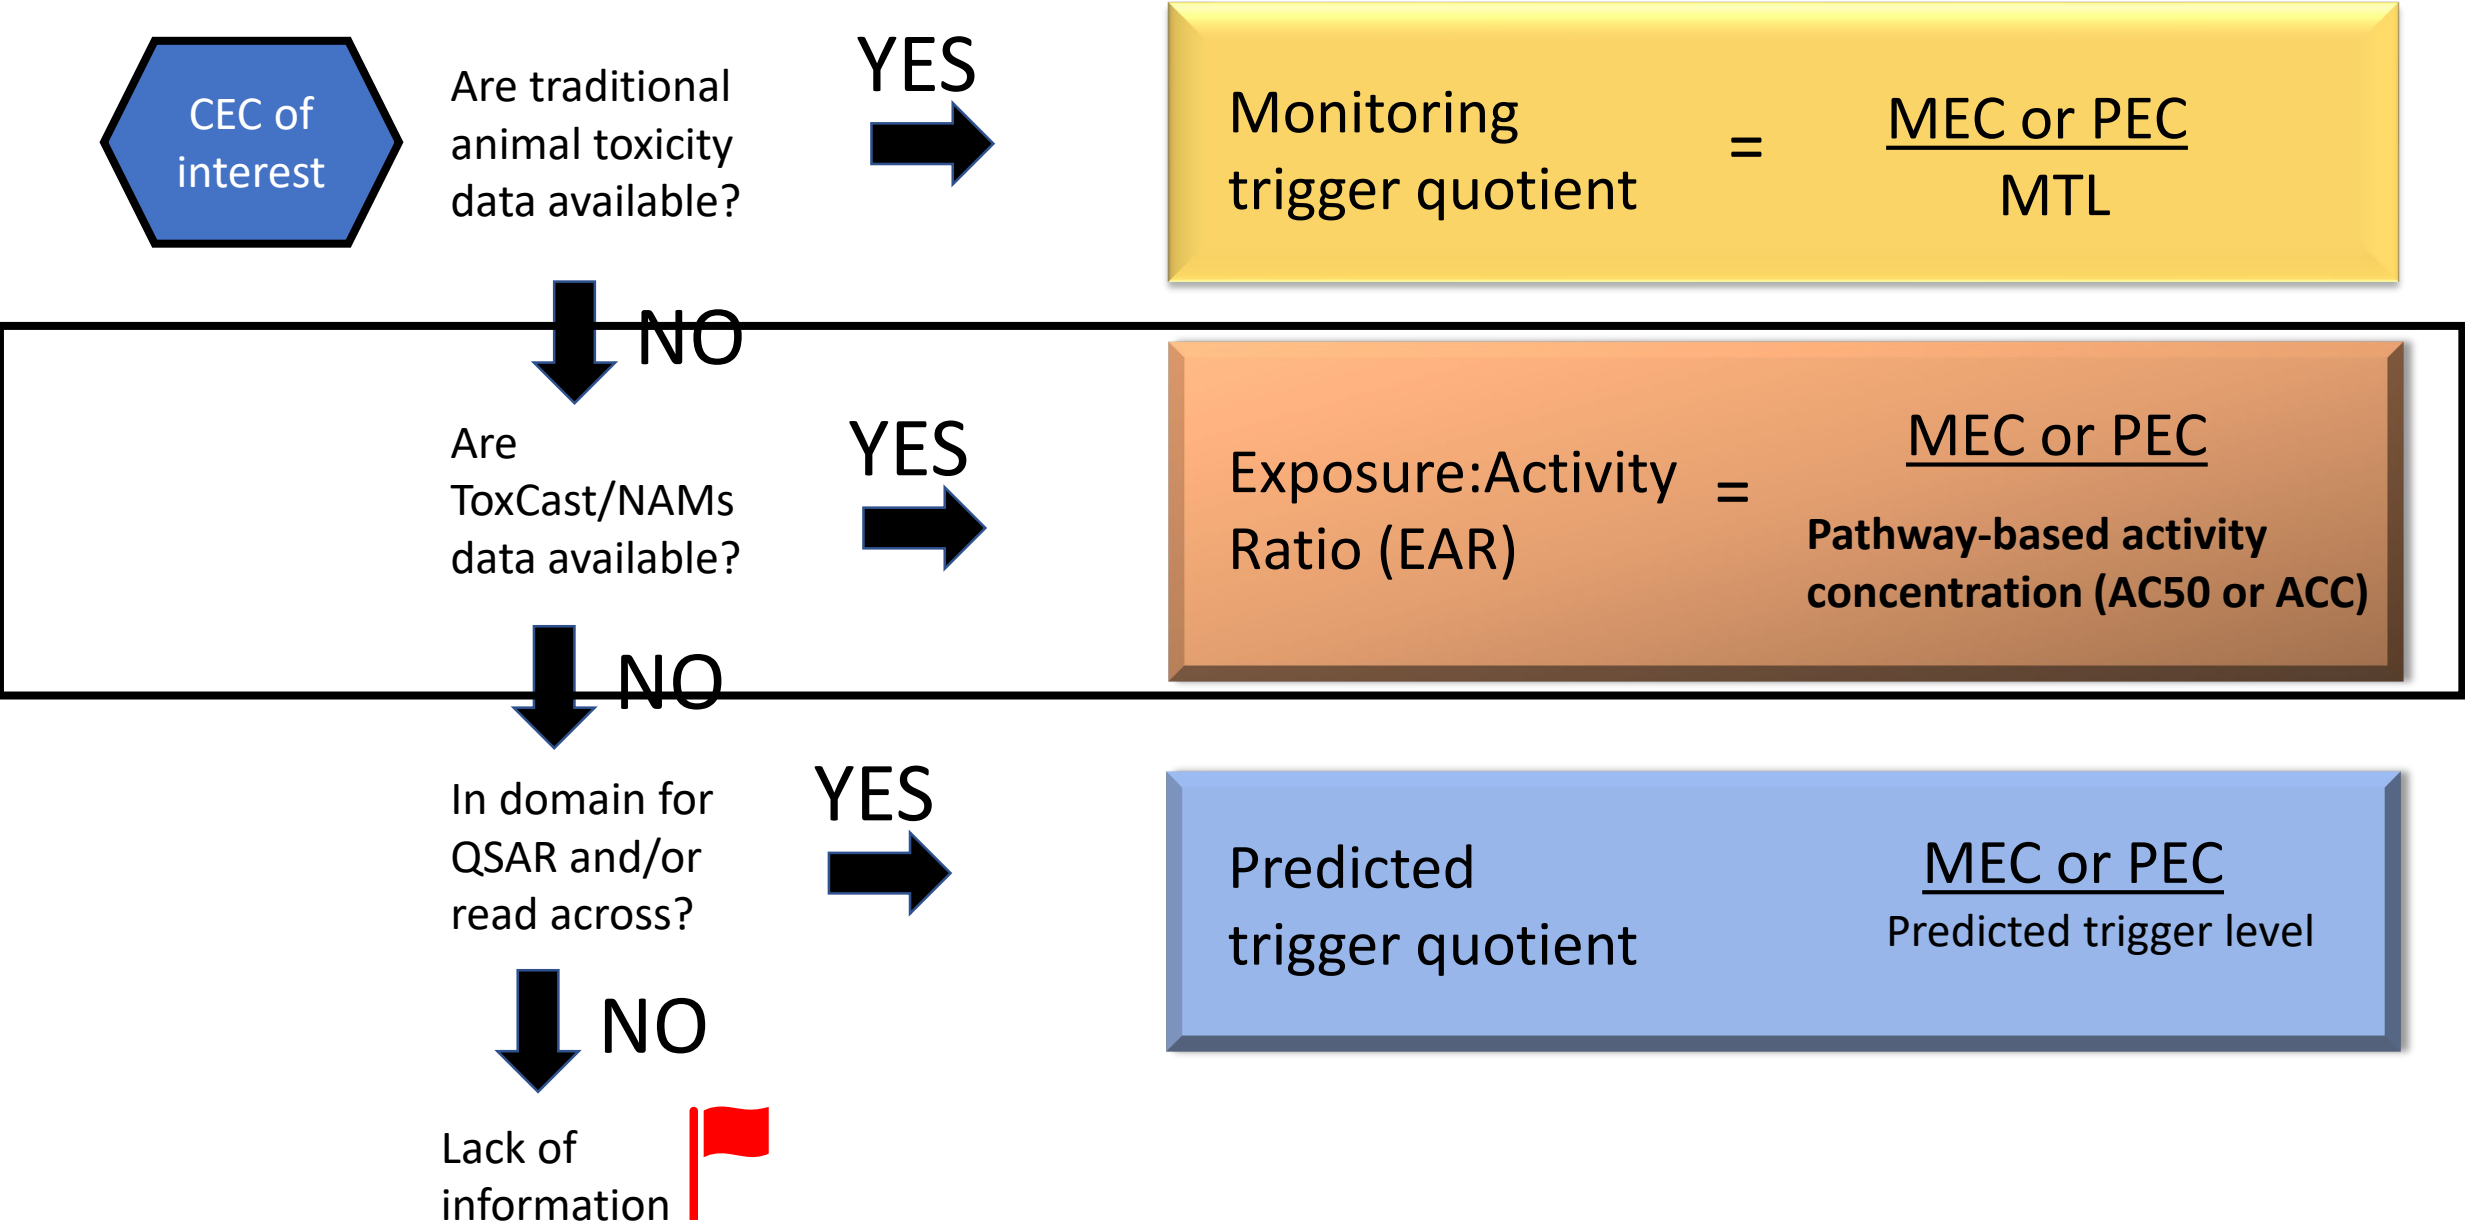 CEC of
interest
Are traditional
animal toxicity
data available?
YES
Monitoring
trigger quotient
=
MEC or PEC
MTL
NO
Are
ToxCast/NAMs
data available?
YES
Exposure:Activity
Ratio (EAR)
=
MEC or PEC
Pathway-based activity
concentration (AC50 or ACC)
NO
In domain for
QSAR and/or
read across?
YES
Predicted
trigger quotient
MEC or PEC
Predicted trigger level
NO
Lack of
information